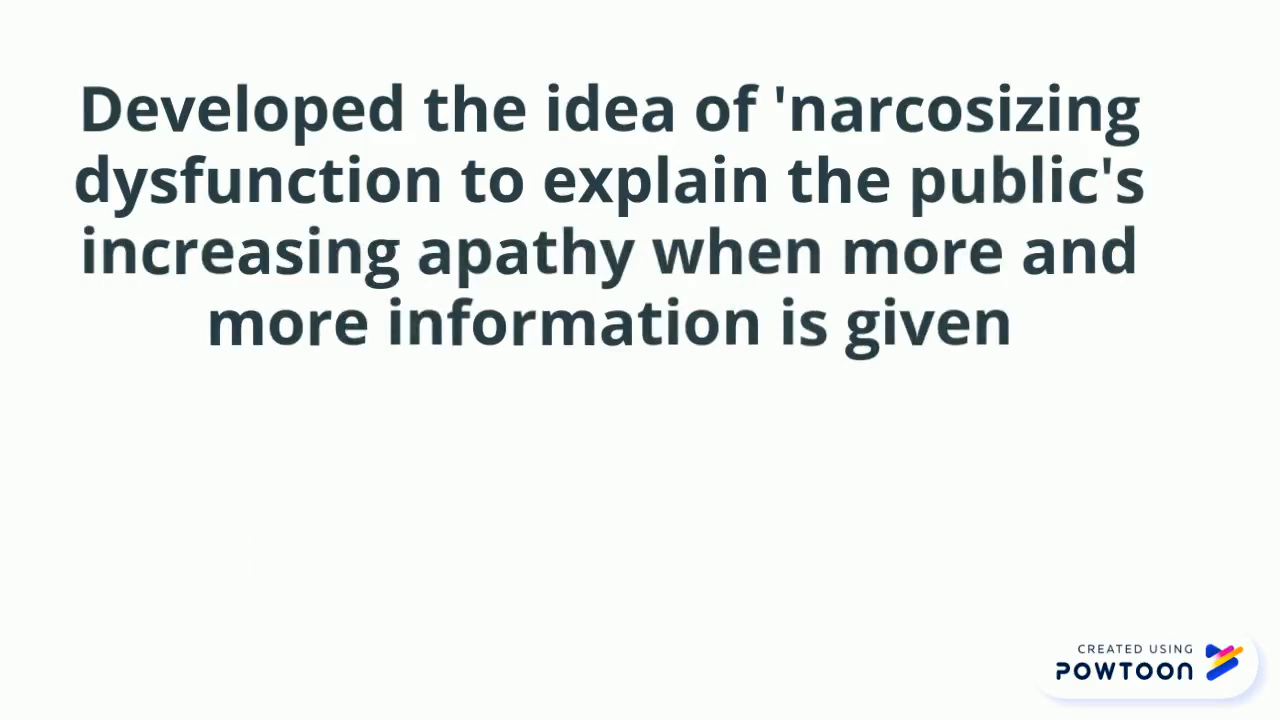 Developed the idea of 'narcosizing
dysfunction to explain the public's
increasing apathy when more and
more information is given
CREATED USING
POWTOON